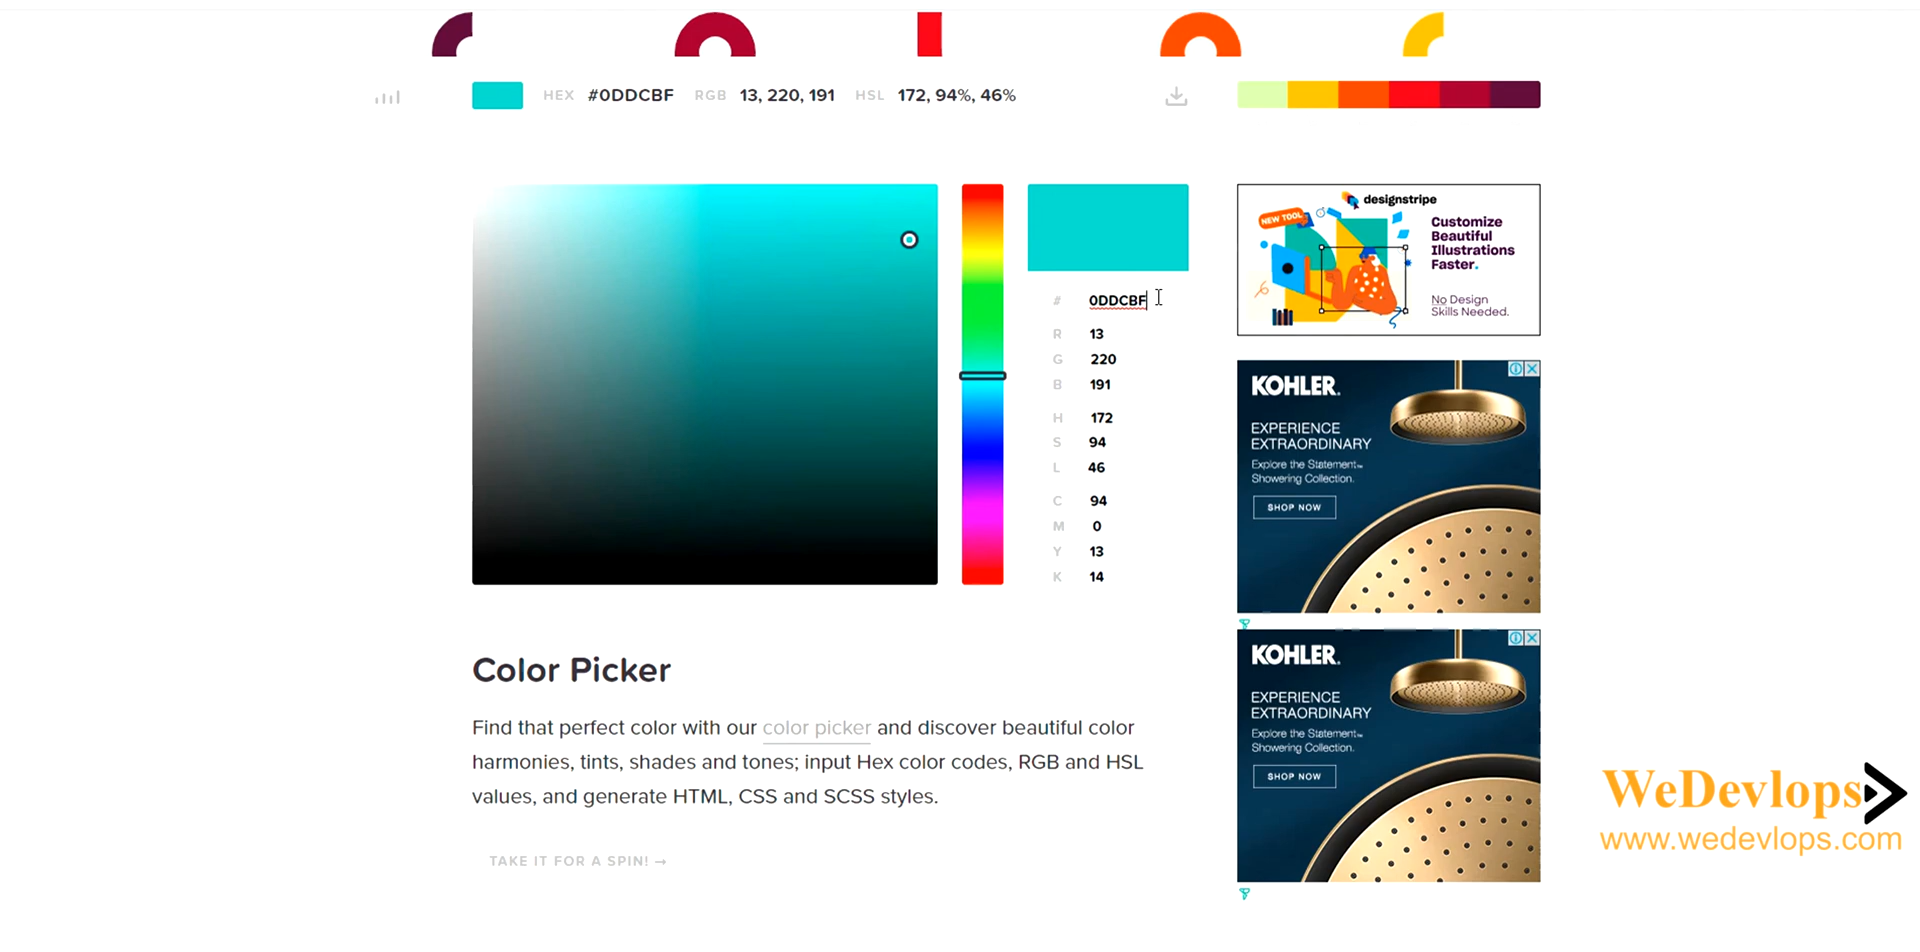 HEX #0DDCBF RGB 13, 220, 191 HSL 172, 94%, 46%
# 0DDCBF
R 13
G 220
B 191
H 172
S 94
L 46
C 94
M 0
Y 13
K 14
designstripe
NEW TOOL
Customize
Beautiful
Illustrations
Faster.
No Design
Skills Needed.
KOHLER.
EXPERIENCE
EXTRAORDINARY
Explore the Statement™
Showering Collection.
SHOP NOW
KOHLER.
EXPERIENCE
EXTRAORDINARY
Explore the Statement™
Showering Collection.
SHOP NOW
Color Picker
Find that perfect color with our color picker and discover beautiful color
harmonies, tints, shades and tones; input Hex color codes, RGB and HSL
values, and generate HTML, CSS and SCSS styles.
TAKE IT FOR A SPIN! →
WeDevlops
www.wedevlops.com